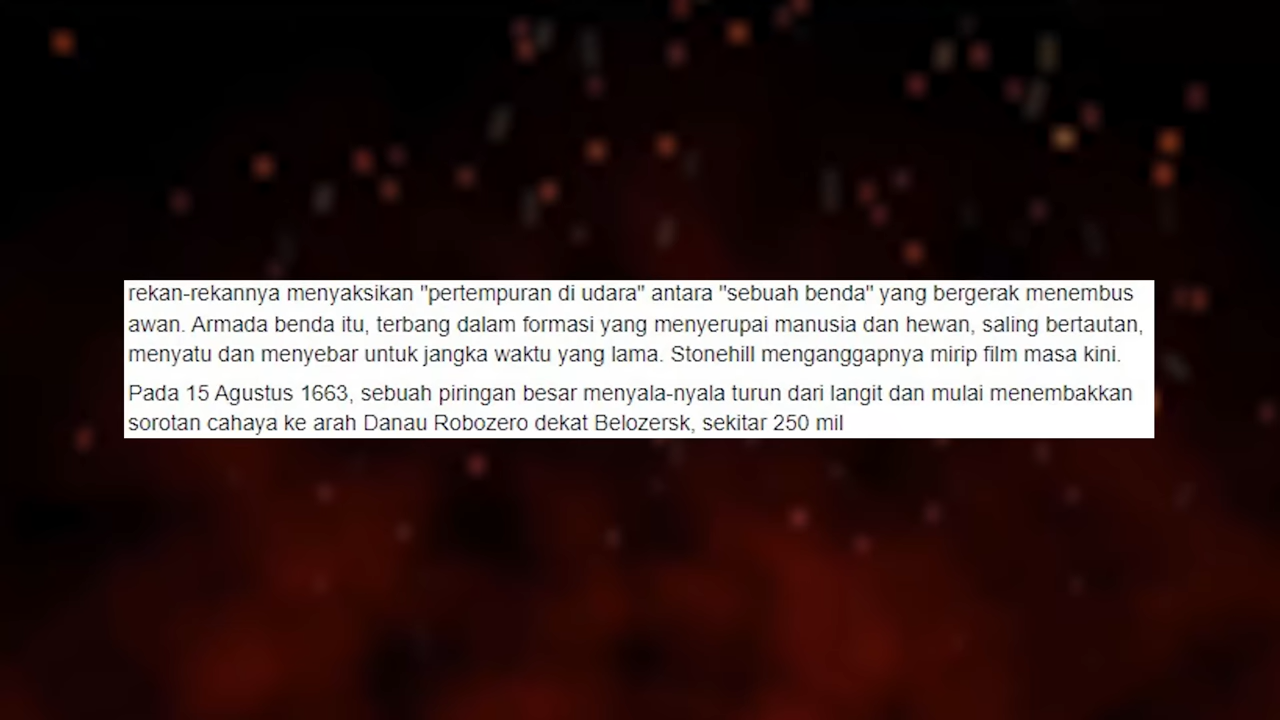 rekan-rekannya menyaksikan "pertempuran di udara" antara "sebuah benda" yang bergerak menembus
awan. Armada benda itu, terbang dalam formasi yang menyerupai manusia dan hewan, saling bertautan,
menyatu dan menyebar untuk jangka waktu yang lama. Stonehill menganggapnya mirip film masa kini.
Pada 15 Agustus 1663, sebuah piringan besar menyala-nyala turun dari langit dan mulai menembakkan
sorotan cahaya ke arah Danau Robozero dekat Belozersk, sekitar 250 mil